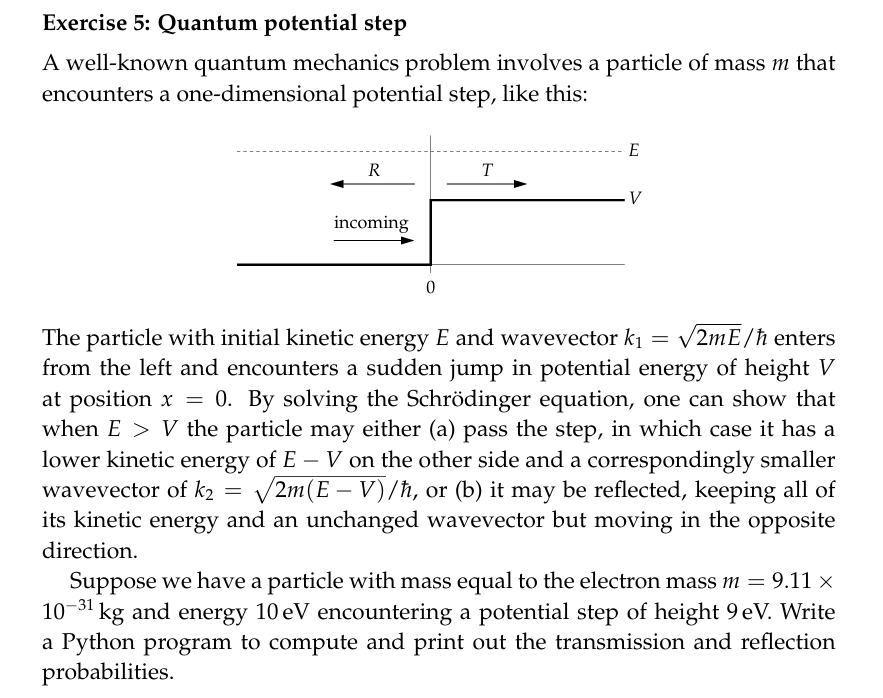 Exercise 5: Quantum potential step
A well-known quantum mechanics problem involves a particle of mass m that
encounters a one-dimensional potential step, like this:
E
R
T
V
incoming
0
The particle with initial kinetic energy E and wavevector k₁ = √2mE/ħ enters
from the left and encounters a sudden jump in potential energy of height V
at position x = 0. By solving the Schrödinger equation, one can show that
when E > V the particle may either (a) pass the step, in which case it has a
lower kinetic energy of E − V on the other side and a correspondingly smaller
wavevector of k₂ = √2m(E − V)/ħ, or (b) it may be reflected, keeping all of
its kinetic energy and an unchanged wavevector but moving in the opposite
direction.
Suppose we have a particle with mass equal to the electron mass m = 9.11 ×
10⁻³¹ kg and energy 10 eV encountering a potential step of height 9 eV. Write
a Python program to compute and print out the transmission and reflection
probabilities.